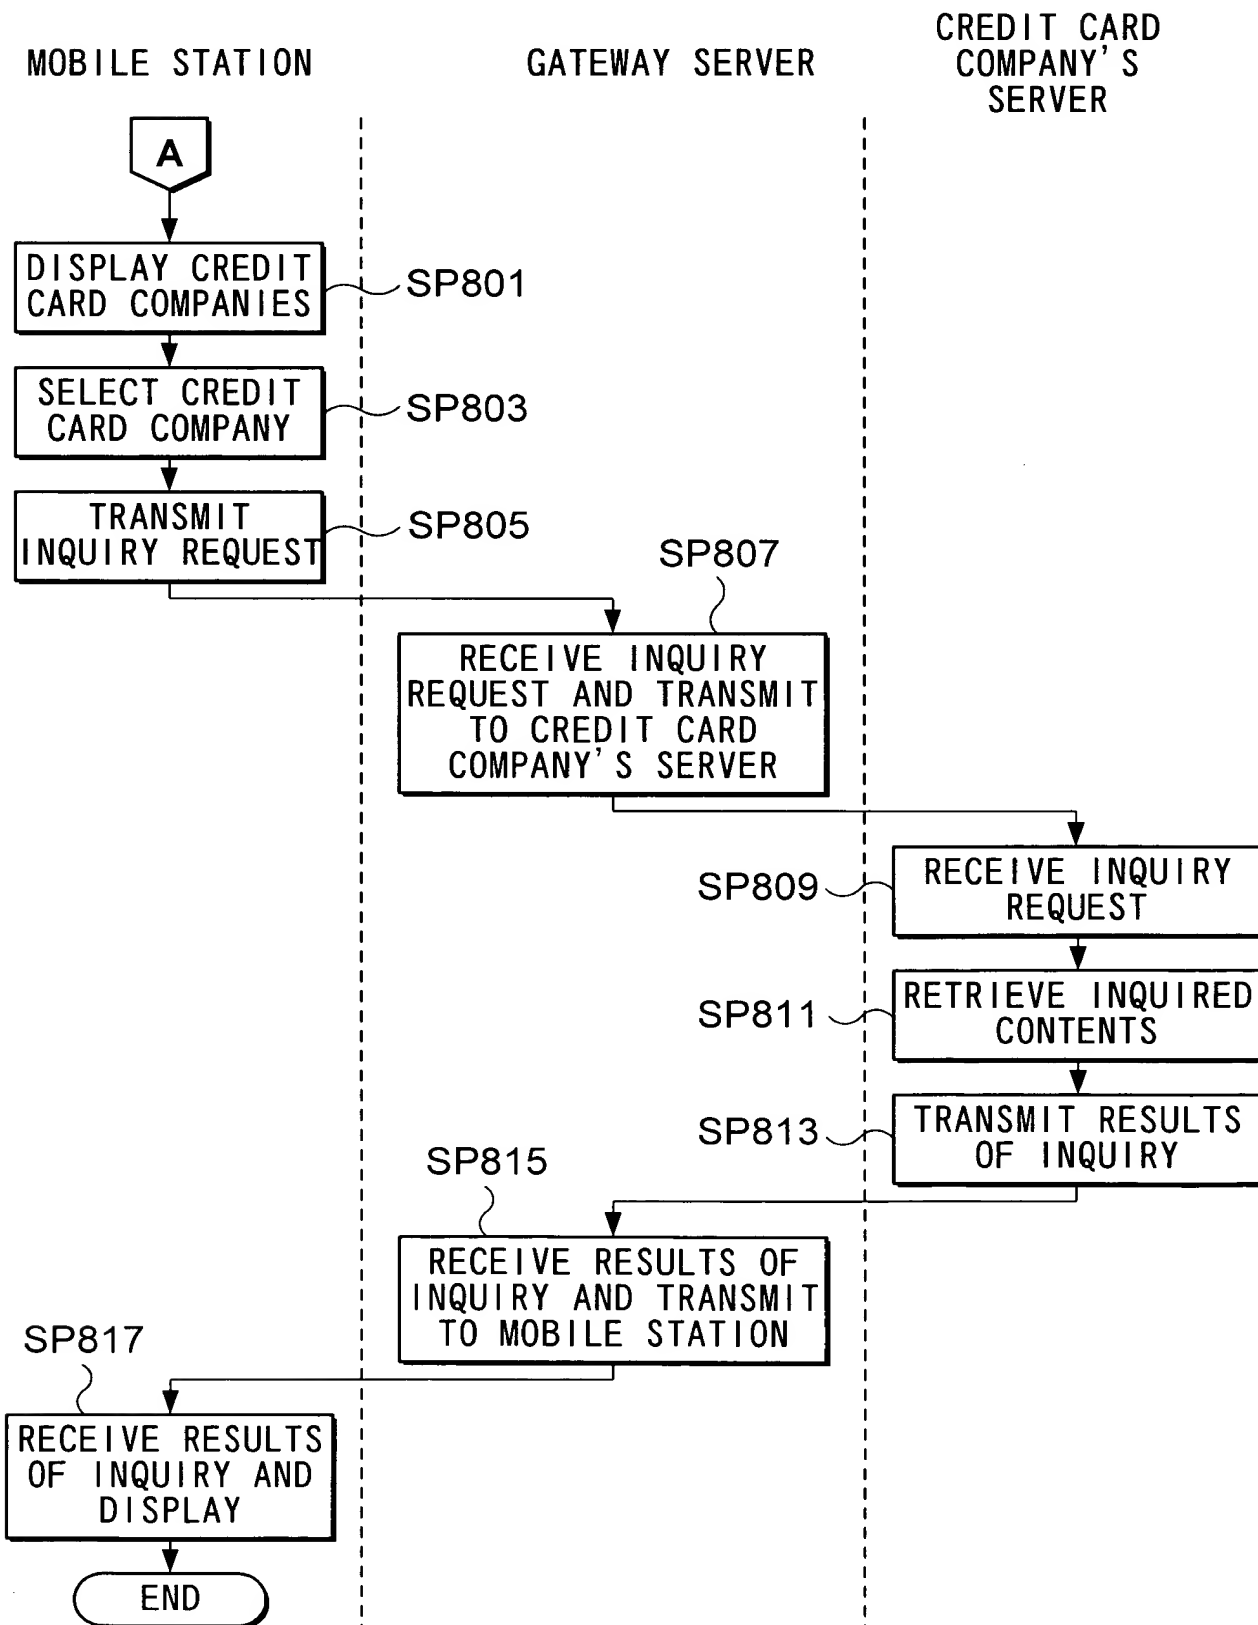 MOBILE STATION
GATEWAY SERVER
CREDIT CARD
COMPANY'S
SERVER
A
DISPLAY CREDIT
CARD COMPANIES
SP801
SELECT CREDIT
CARD COMPANY
SP803
TRANSMIT
INQUIRY REQUEST
SP805
SP807
RECEIVE INQUIRY
REQUEST AND TRANSMIT
TO CREDIT CARD
COMPANY'S SERVER
SP809
RECEIVE INQUIRY
REQUEST
SP811
RETRIEVE INQUIRED
CONTENTS
SP813
TRANSMIT RESULTS
OF INQUIRY
SP815
RECEIVE RESULTS OF
INQUIRY AND TRANSMIT
TO MOBILE STATION
SP817
RECEIVE RESULTS
OF INQUIRY AND
DISPLAY
END